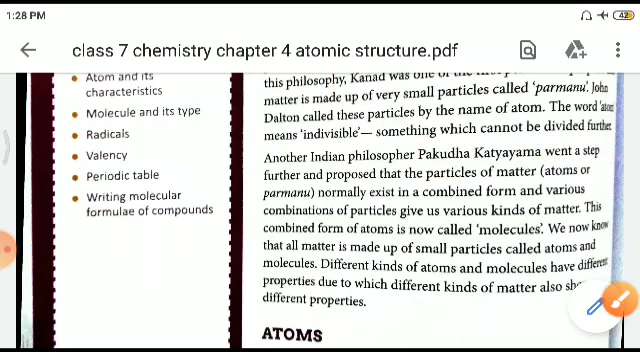 1:28 PM
42
class 7 chemistry chapter 4 atomic structure.pdf
Atom and its
characteristics
Molecule and its type
Radicals
Valency
Periodic table
Writing molecular
formulae of compounds
this philosophy, Kanad was one of the
matter is made up of very small particles called 'parmanu'. John
Dalton called these particles by the name of atom. The word 'atom
means 'indivisible'— something which cannot be divided further
Another Indian philosopher Pakudha Katyayama went a step
further and proposed that the particles of matter (atoms or
parmanu) normally exist in a combined form and various
combinations of particles give us various kinds of matter. This
combined form of atoms is now called 'molecules'. We now know
that all matter is made up of small particles called atoms and
molecules. Different kinds of atoms and molecules have different
properties due to which different kinds of matter also
different properties.
ATOMS